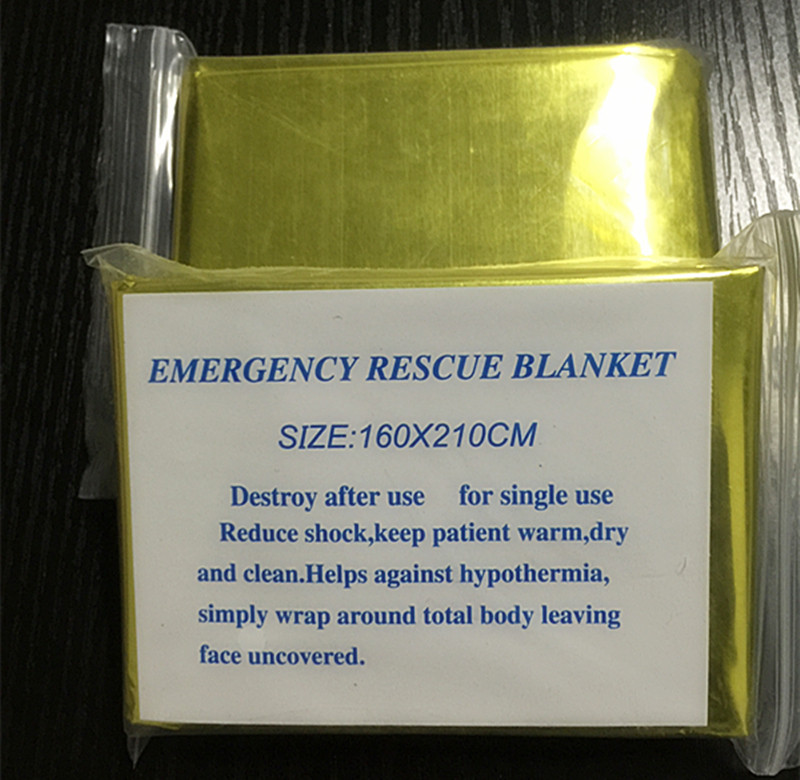 EMERGENCY RESCUE BLANKET
SIZE:160X210CM
Destroy after use for single use
Reduce shock,keep patient warm,dry
and clean.Helps against hypothermia,
simply wrap around total body leaving
face uncovered.